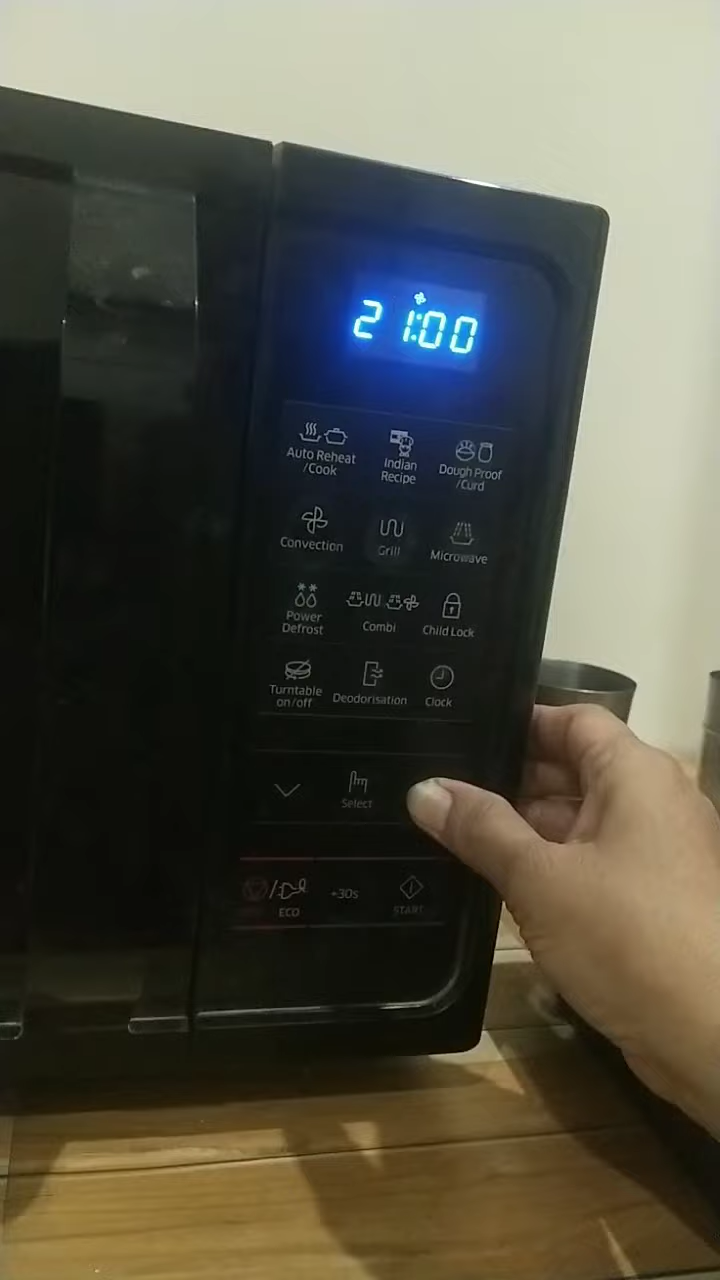 21:00
Auto Reheat
/Cook
Indian
Recipe
Dough Proof
/Curd
Convection
Grill
Microwave
Power
Defrost
Combi
Child Lock
Turntable
on/off
Deodorisation
Clock
Select
/
ECO
+30s
START